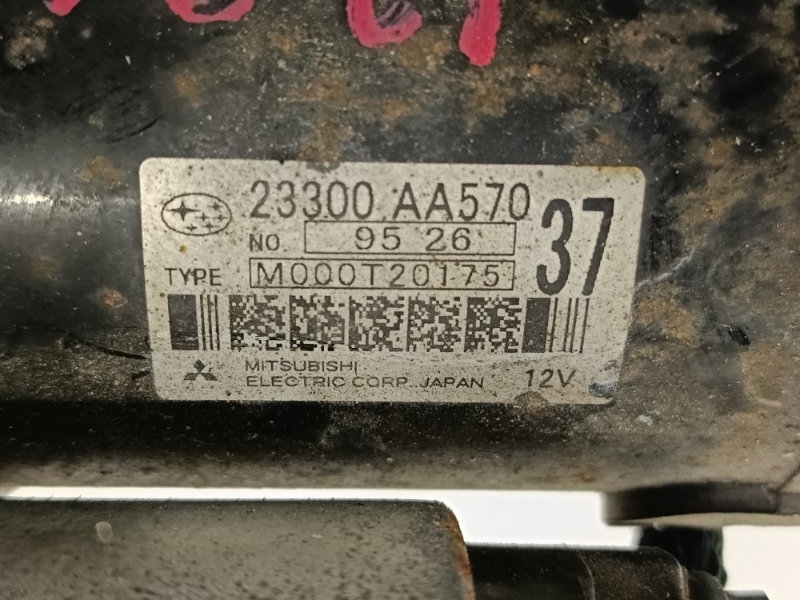 23300 AA570
NO. 95 26
37
TYPE M000T20175
MITSUBISHI
ELECTRIC CORP. JAPAN 12V